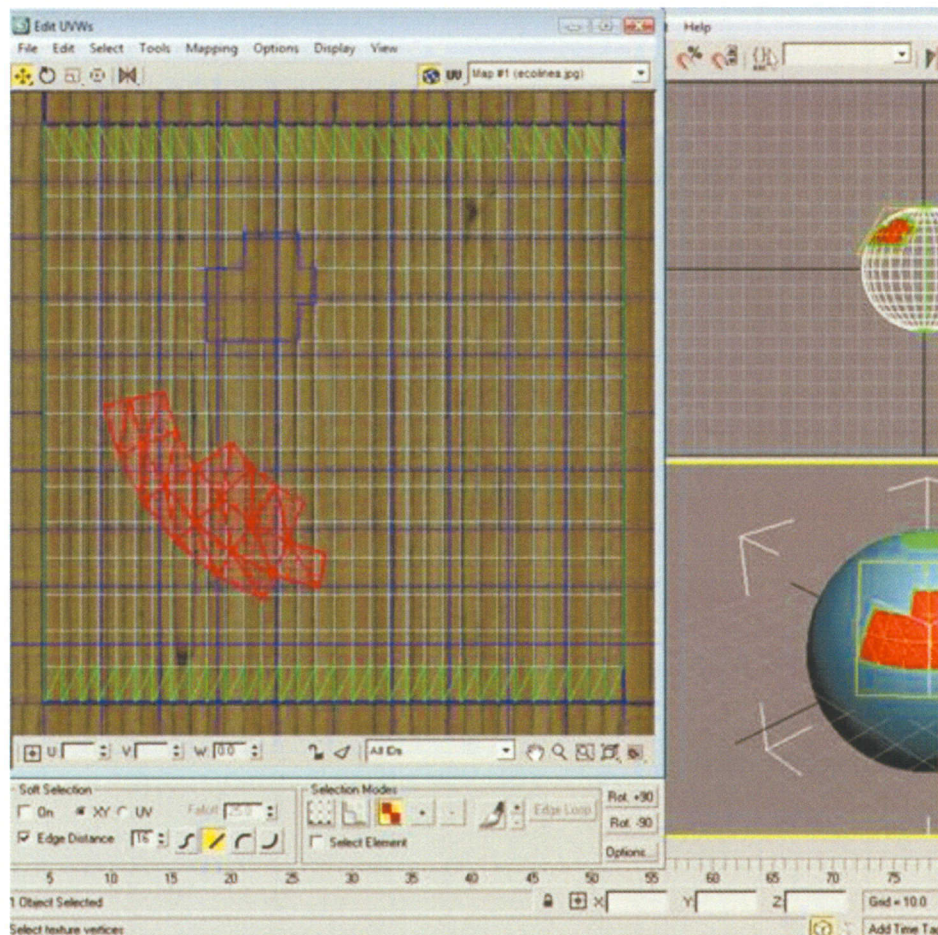 Edit UVWs
Help
File Edit Select Tools Mapping Options Display View
UV Map #1 (ecolines.jpg)
U: V: W: 0.0 All IDs
Soft Selection
On XY UV Falloff: 25.0
Edge Distance 16
Selection Modes
Edge Loop
Select Element
Rot. +90
Rot. -90
Options...
5 10 15 20 25 30 35 40 45 50 55 60 65 70 75
1 Object Selected X: Y: Z: Grid = 10.0
Select texture vertices Add Time Tag